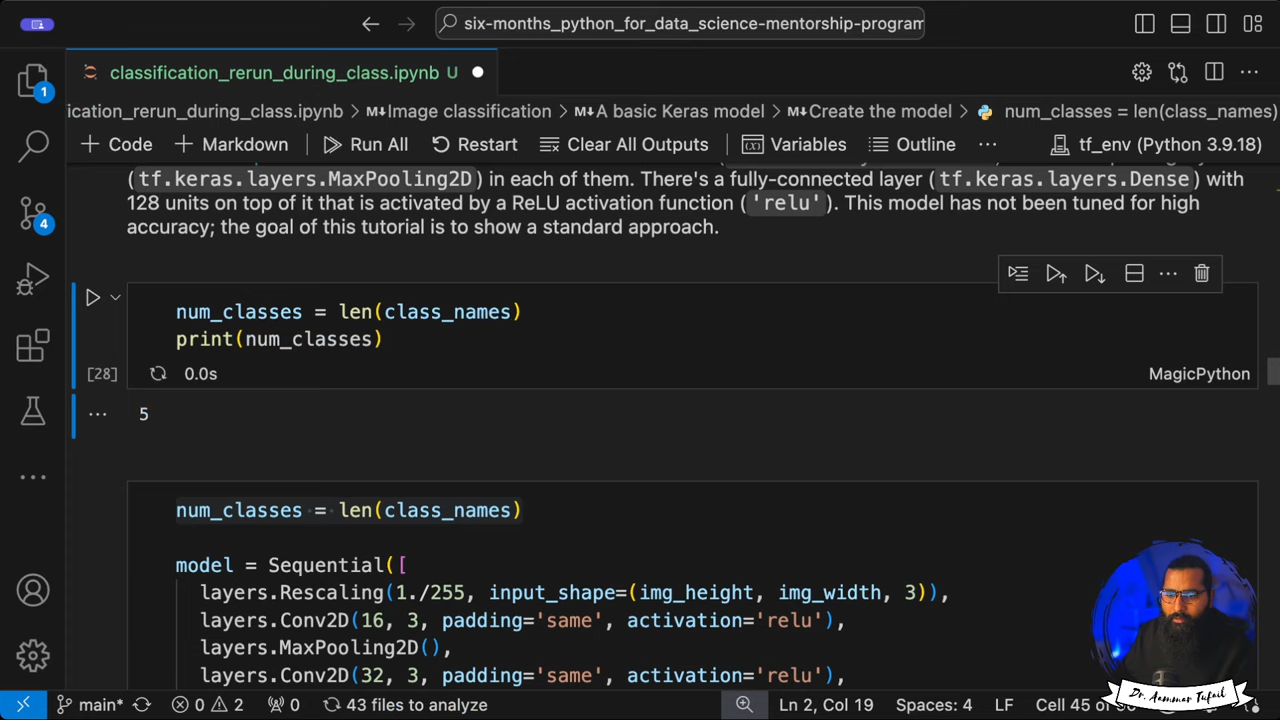 six-months_python_for_data_science-mentorship-program
classification_rerun_during_class.ipynb U
ication_rerun_during_class.ipynb > M↓Image classification > M↓A basic Keras model > M↓Create the model > num_classes = len(class_names)
+ Code + Markdown Run All Restart Clear All Outputs Variables Outline ... tf_env (Python 3.9.18)
(tf.keras.layers.MaxPooling2D) in each of them. There's a fully-connected layer (tf.keras.layers.Dense) with
128 units on top of it that is activated by a ReLU activation function ('relu'). This model has not been tuned for high
accuracy; the goal of this tutorial is to show a standard approach.
num_classes = len(class_names)
print(num_classes)
[28] 0.0s MagicPython
... 5
num_classes = len(class_names)
model = Sequential([
layers.Rescaling(1./255, input_shape=(img_height, img_width, 3)),
layers.Conv2D(16, 3, padding='same', activation='relu'),
layers.MaxPooling2D(),
layers.Conv2D(32, 3, padding='same', activation='relu'),
1
4
Dr. Aammar Tufail
main* 0 2 0 43 files to analyze Ln 2, Col 19 Spaces: 4 LF Cell 45 of